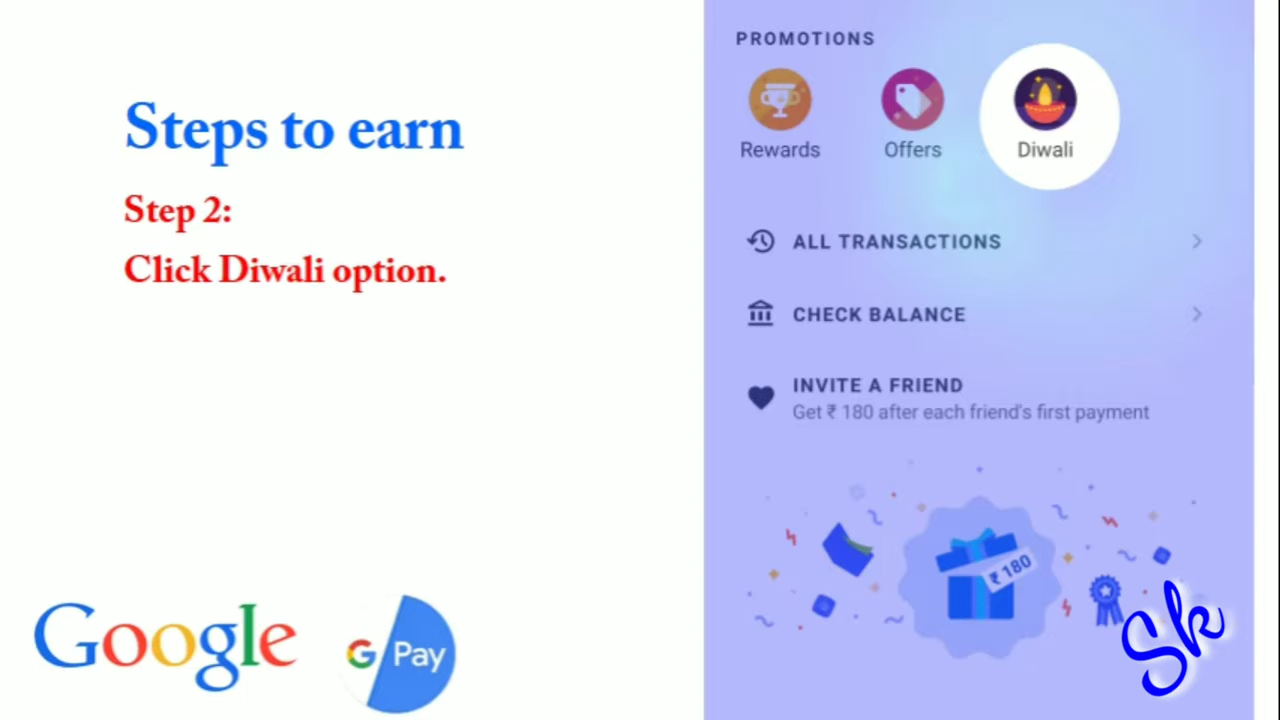 Steps to earn
Step 2:
Click Diwali option.
Google
G Pay
PROMOTIONS
Rewards
Offers
Diwali
ALL TRANSACTIONS
CHECK BALANCE
INVITE A FRIEND
Get ₹ 180 after each friend's first payment
₹ 180
Sk